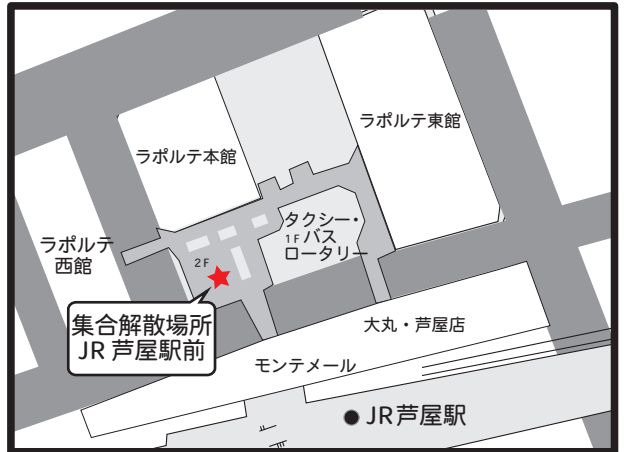 ラポルテ東館
ラポルテ本館
タクシー・
1F バス
ロータリー
ラポルテ
西館
2F
集合解散場所
JR 芦屋駅前
大丸・芦屋店
モンテメール
JR芦屋駅